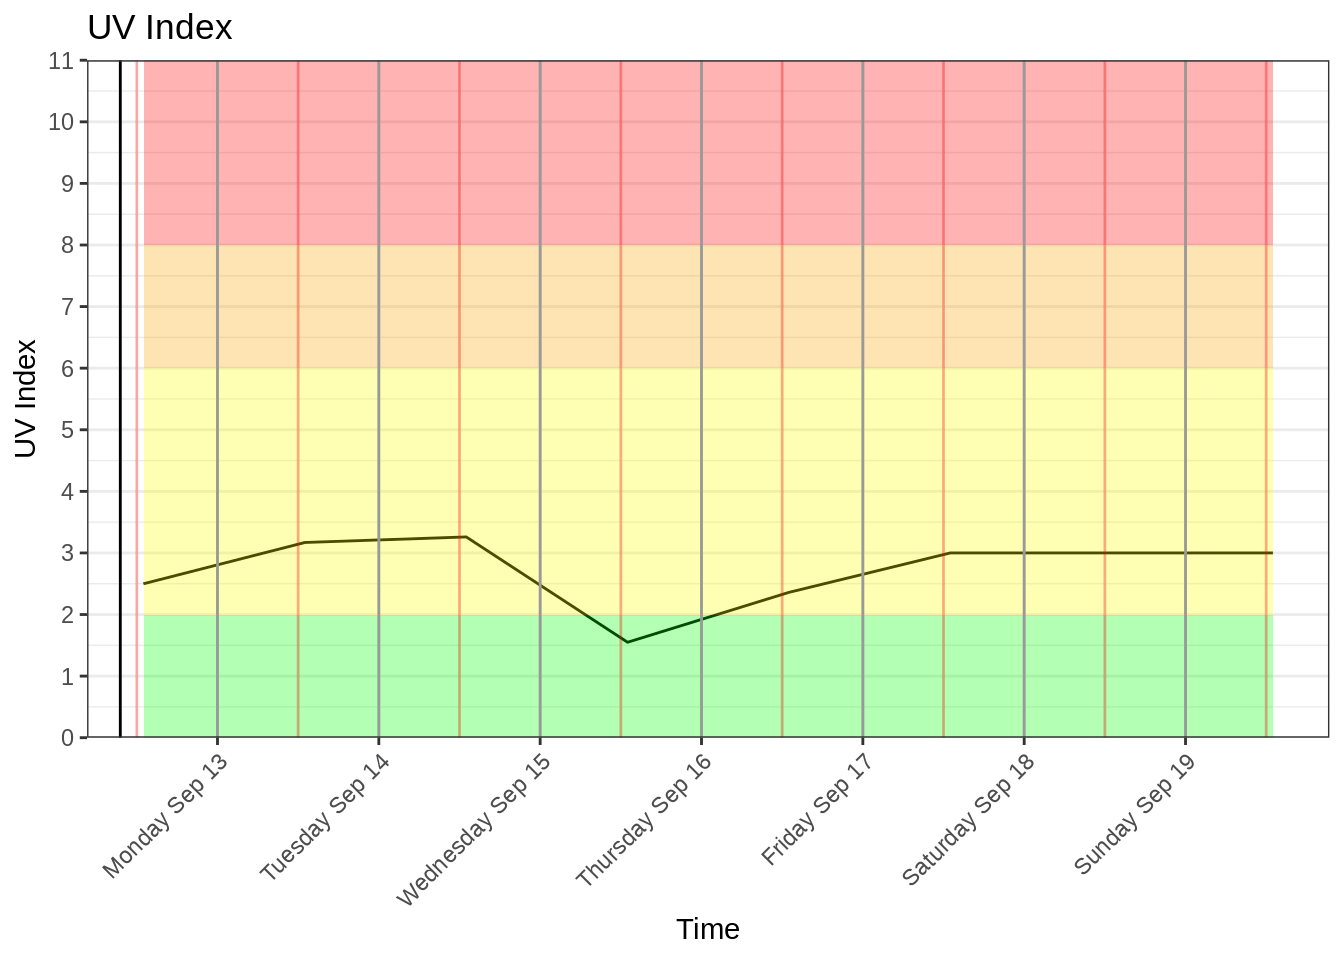 UV Index
11
10
9
8
7
6
5
4
3
2
1
0
UV Index
Monday Sep 13
Tuesday Sep 14
Wednesday Sep 15
Thursday Sep 16
Friday Sep 17
Saturday Sep 18
Sunday Sep 19
Time